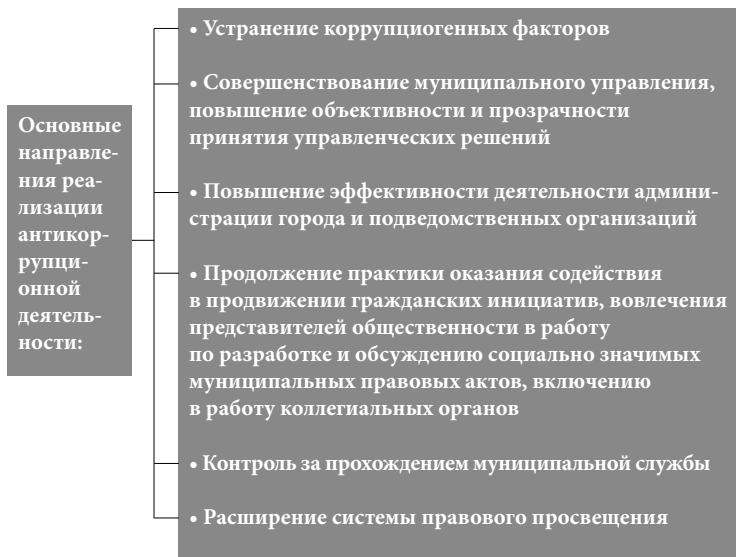 Основные
направле-
ния реа-
лизации
антикор-
рупци-
онной
деятель-
ности:
• Устранение коррупциогенных факторов
• Совершенствование муниципального управления,
повышение объективности и прозрачности
принятия управленческих решений
• Повышение эффективности деятельности админи-
страции города и подведомственных организаций
• Продолжение практики оказания содействия
в продвижении гражданских инициатив, вовлечения
представителей общественности в работу
по разработке и обсуждению социально значимых
муниципальных правовых актов, включению
в работу коллегиальных органов
• Контроль за прохождением муниципальной службы
• Расширение системы правового просвещения